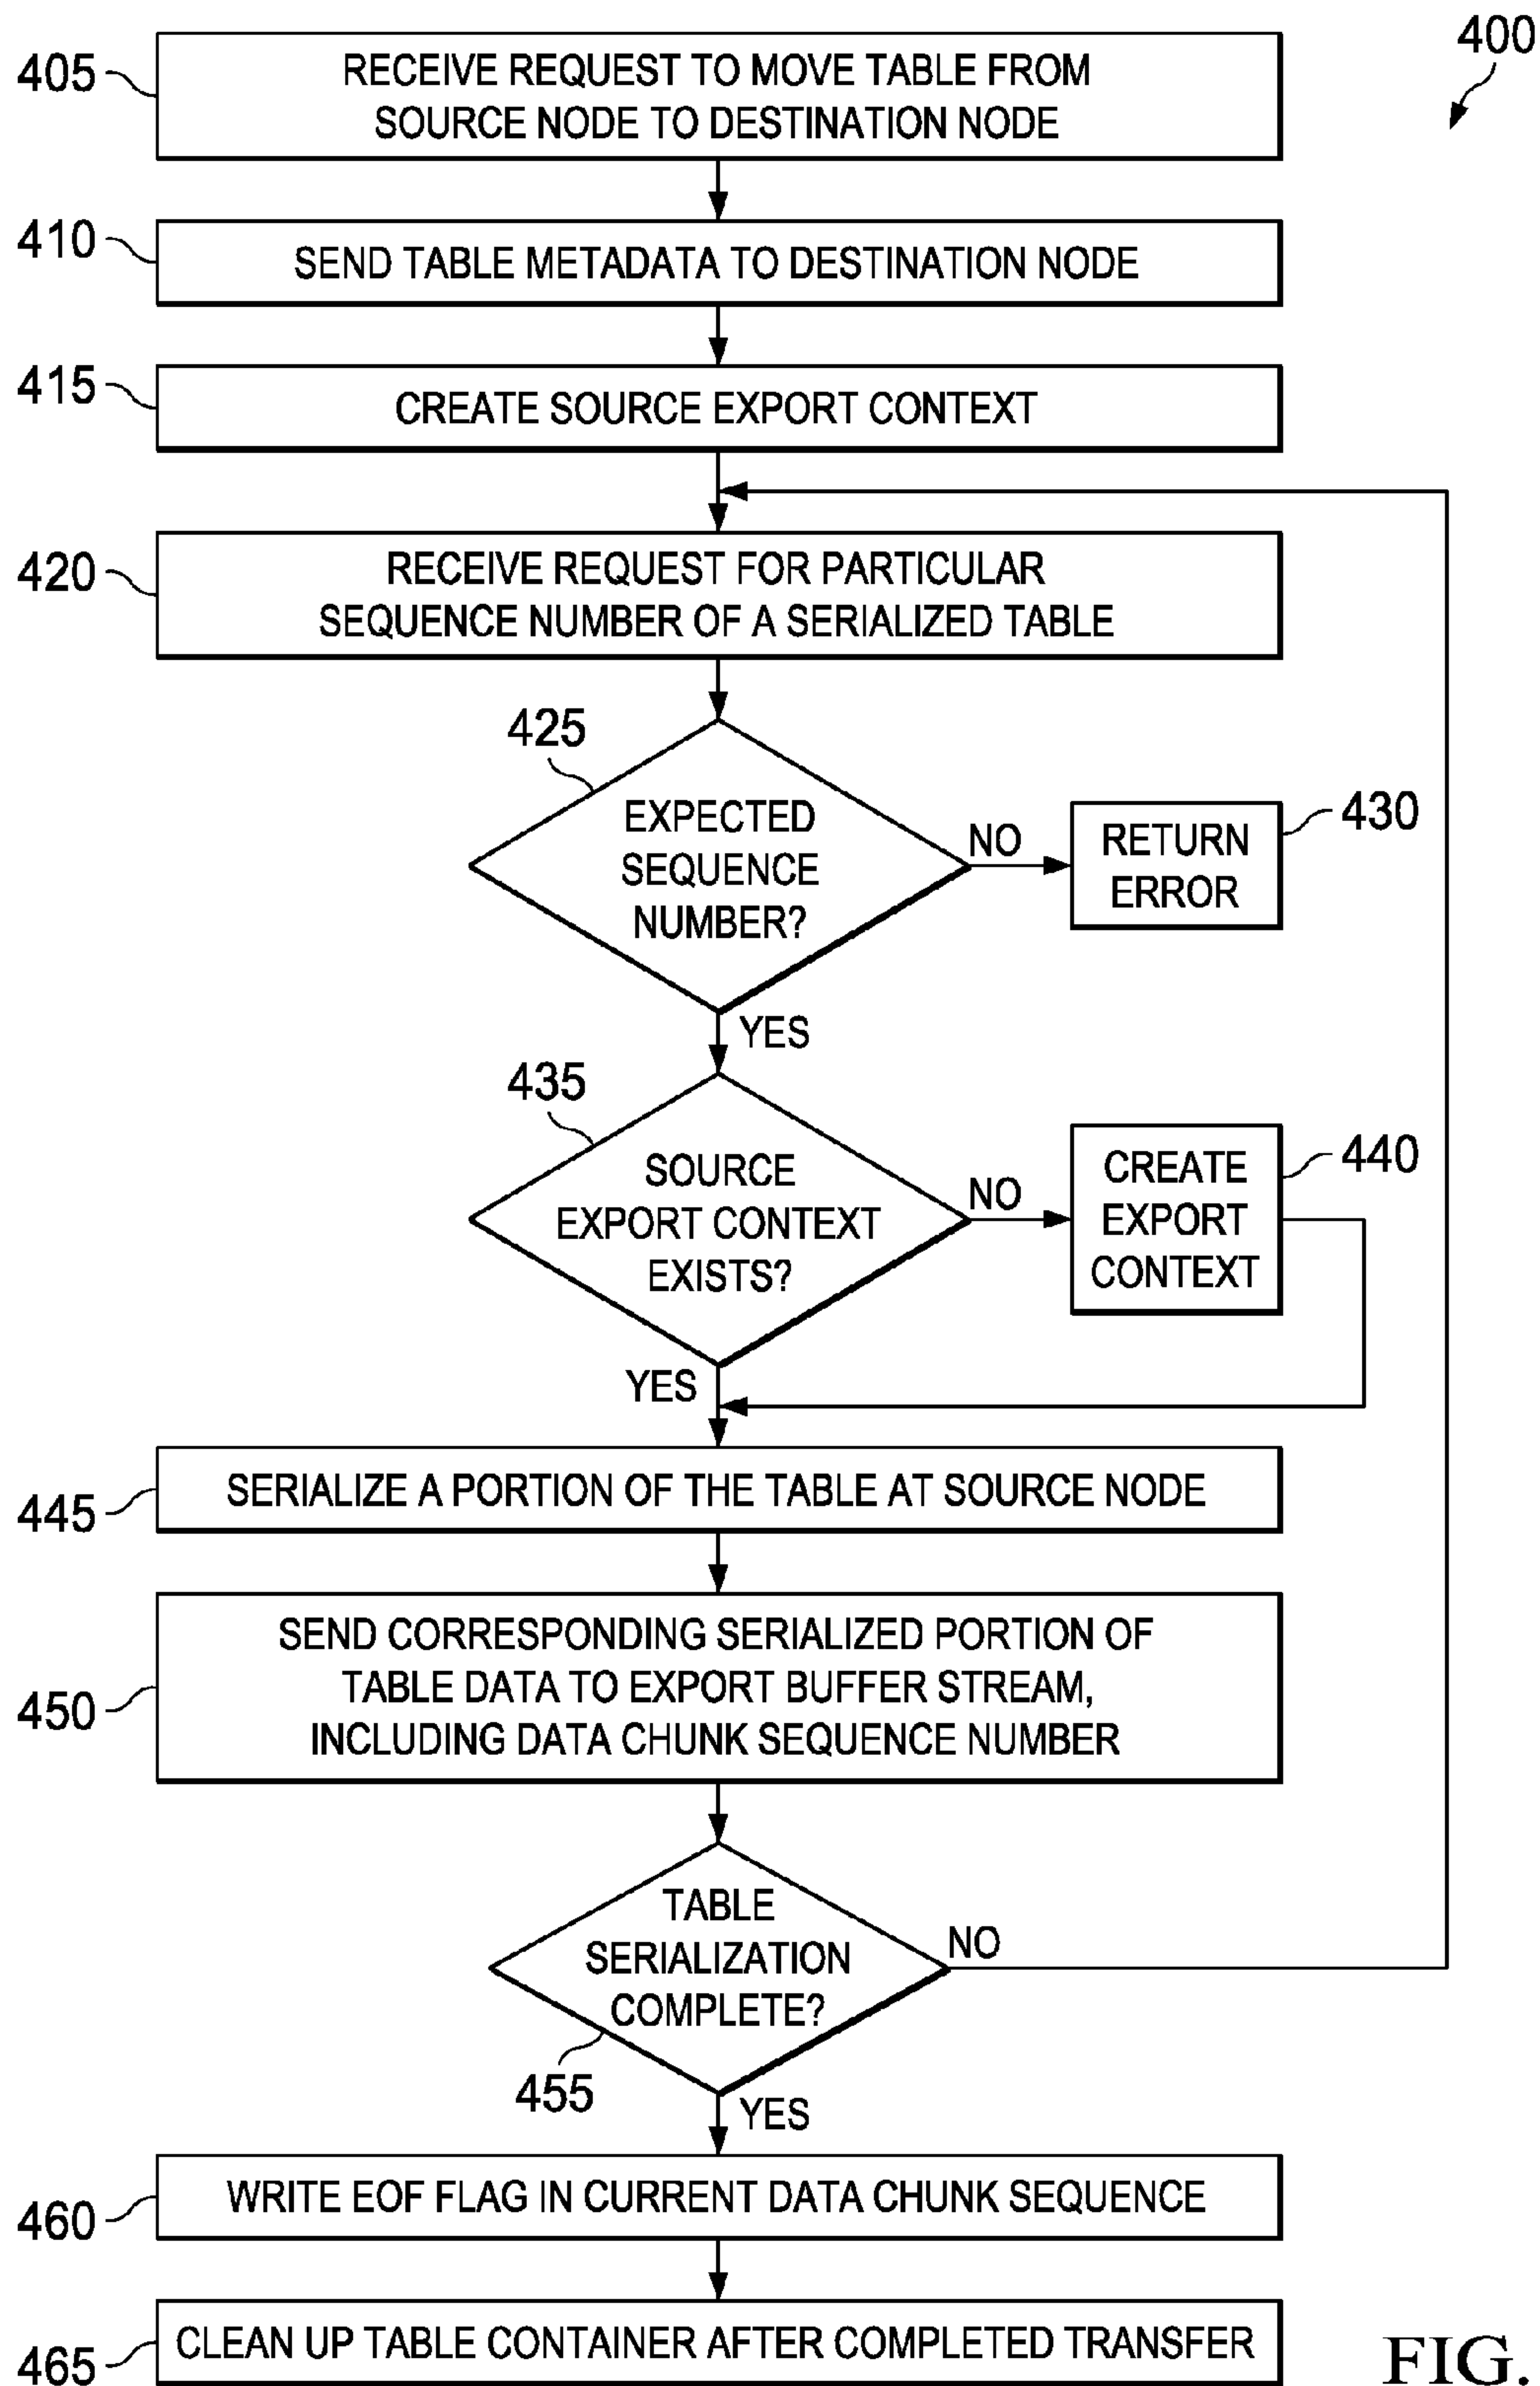 400
405
RECEIVE REQUEST TO MOVE TABLE FROM
SOURCE NODE TO DESTINATION NODE
410
SEND TABLE METADATA TO DESTINATION NODE
415
CREATE SOURCE EXPORT CONTEXT
420
RECEIVE REQUEST FOR PARTICULAR
SEQUENCE NUMBER OF A SERIALIZED TABLE
425
EXPECTED
SEQUENCE
NUMBER?
NO
RETURN
ERROR
430
YES
435
SOURCE
EXPORT CONTEXT
EXISTS?
NO
CREATE
EXPORT
CONTEXT
440
YES
445
SERIALIZE A PORTION OF THE TABLE AT SOURCE NODE
450
SEND CORRESPONDING SERIALIZED PORTION OF
TABLE DATA TO EXPORT BUFFER STREAM,
INCLUDING DATA CHUNK SEQUENCE NUMBER
TABLE
SERIALIZATION
COMPLETE?
NO
455
YES
460
WRITE EOF FLAG IN CURRENT DATA CHUNK SEQUENCE
465
CLEAN UP TABLE CONTAINER AFTER COMPLETED TRANSFER
FIG.